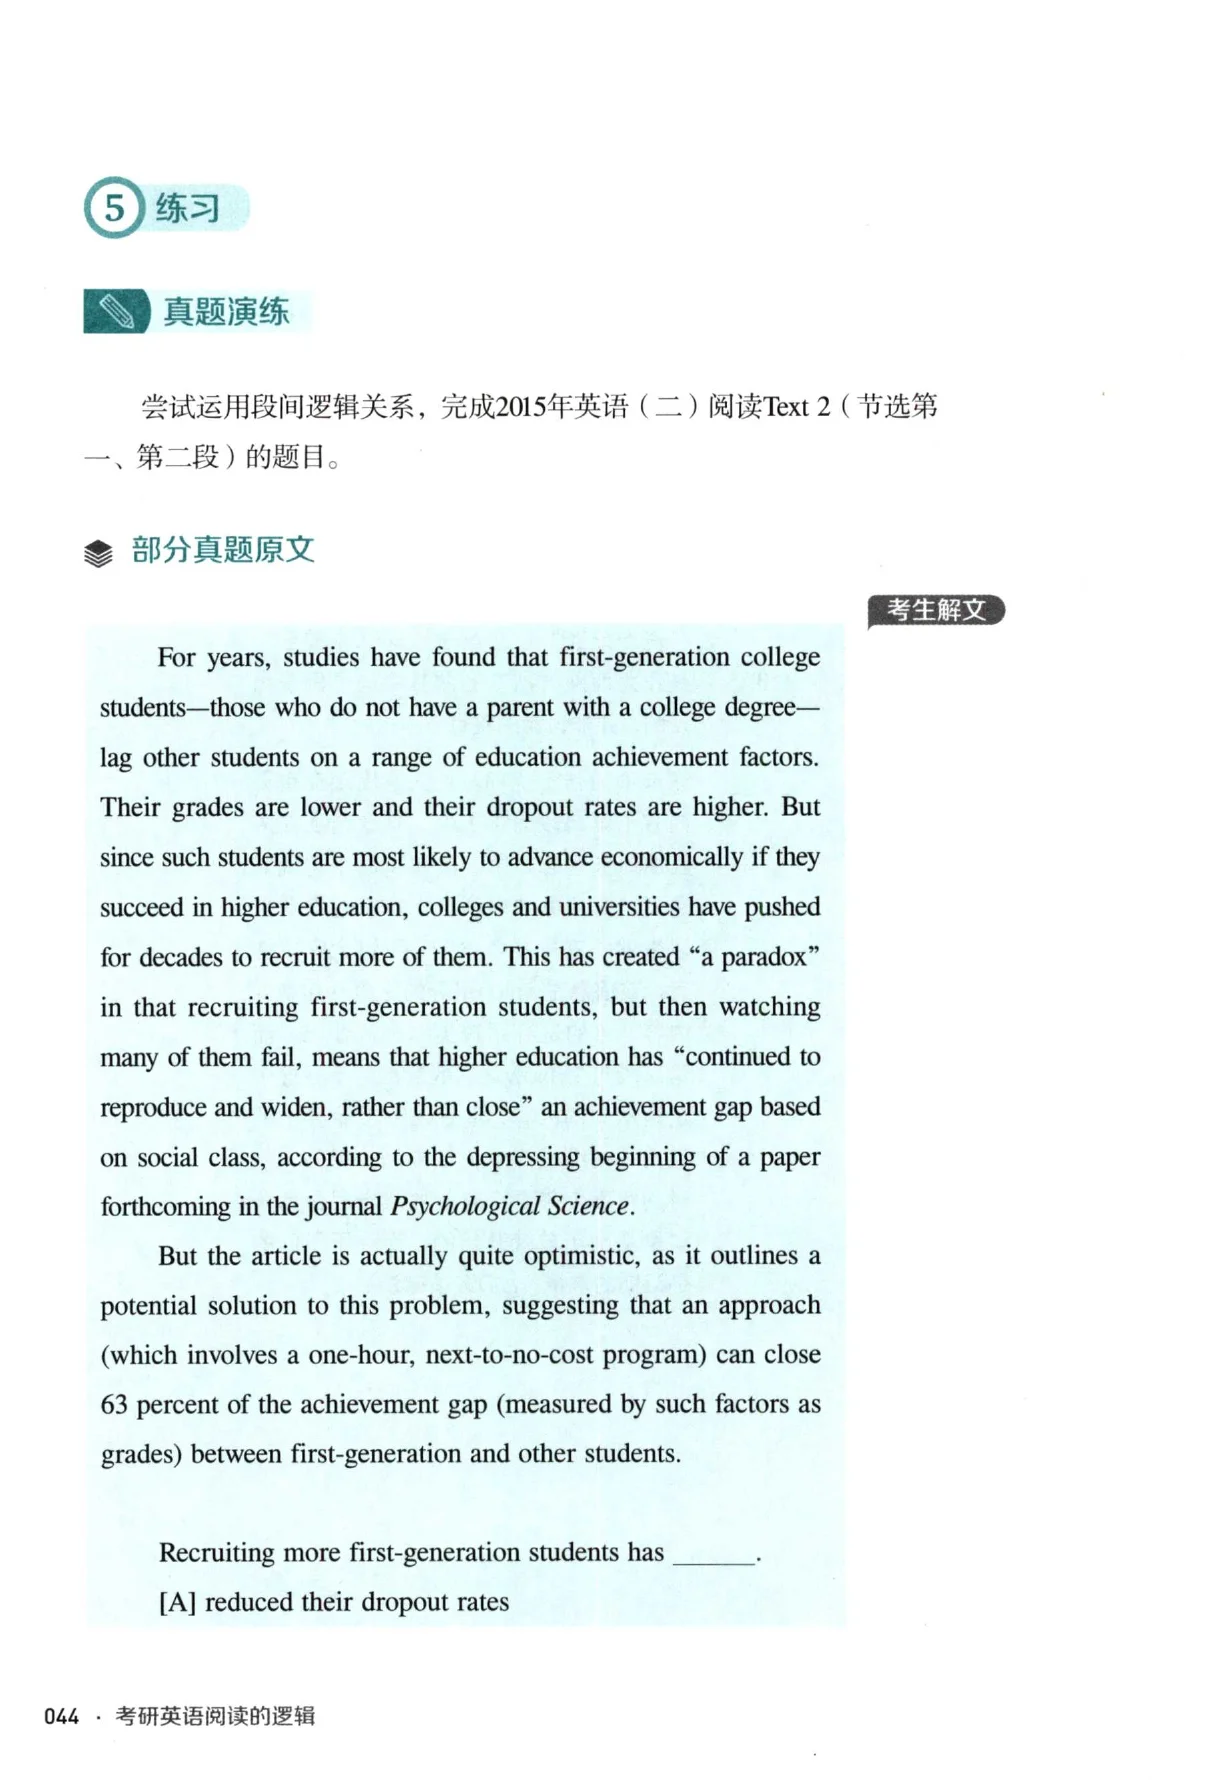 5 练习
真题演练
尝试运用段间逻辑关系，完成2015年英语（二）阅读Text 2（节选第
一、第二段）的题目。
部分真题原文
考生解文
For years, studies have found that first-generation college
students—those who do not have a parent with a college degree—
lag other students on a range of education achievement factors.
Their grades are lower and their dropout rates are higher. But
since such students are most likely to advance economically if they
succeed in higher education, colleges and universities have pushed
for decades to recruit more of them. This has created “a paradox”
in that recruiting first-generation students, but then watching
many of them fail, means that higher education has “continued to
reproduce and widen, rather than close” an achievement gap based
on social class, according to the depressing beginning of a paper
forthcoming in the journal Psychological Science.
But the article is actually quite optimistic, as it outlines a
potential solution to this problem, suggesting that an approach
(which involves a one-hour, next-to-no-cost program) can close
63 percent of the achievement gap (measured by such factors as
grades) between first-generation and other students.
Recruiting more first-generation students has ______.
[A] reduced their dropout rates
044 · 考研英语阅读的逻辑